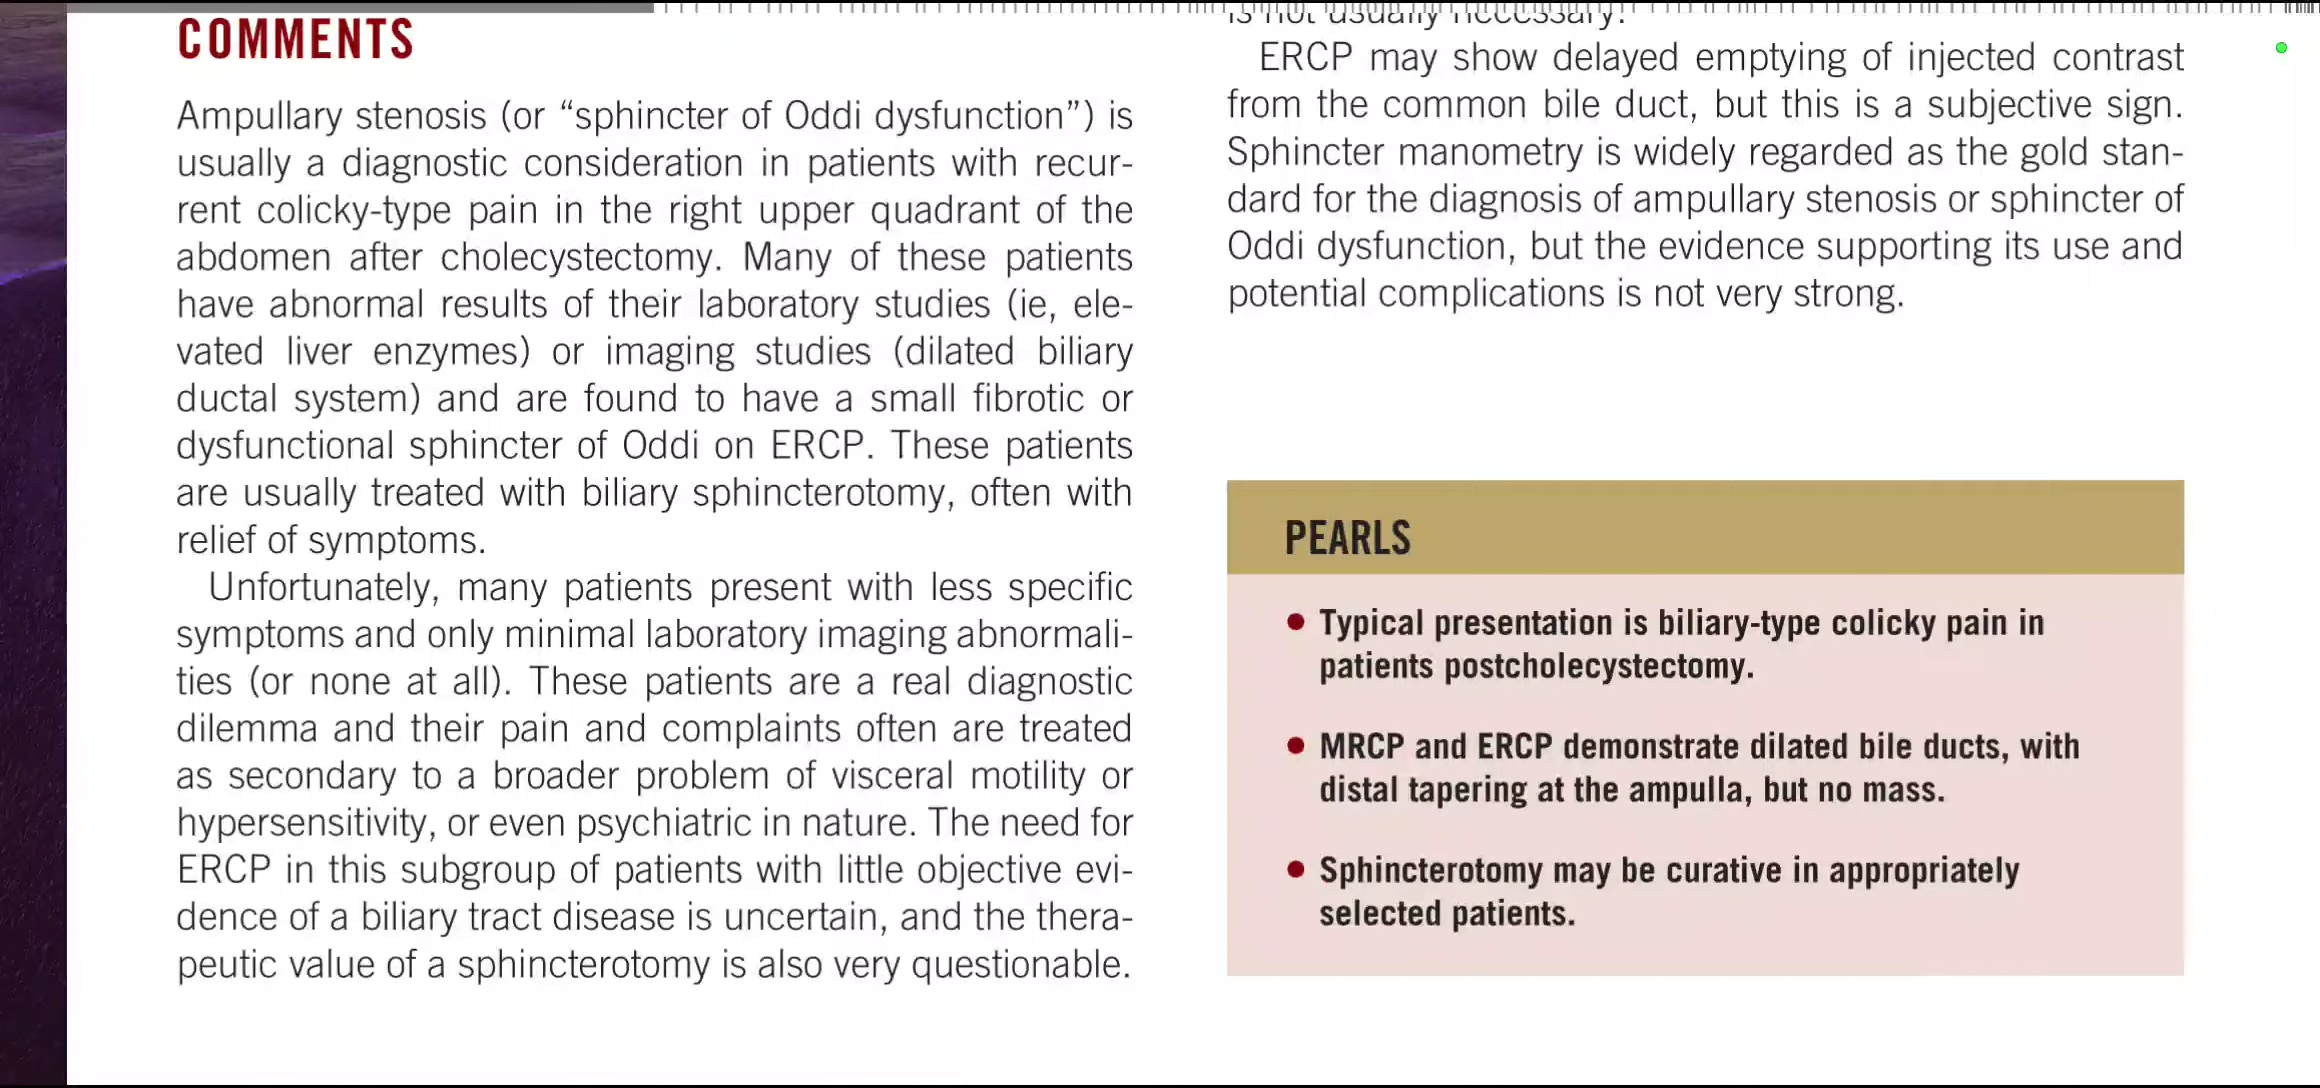 COMMENTS
Ampullary stenosis (or “sphincter of Oddi dysfunction”) is
usually a diagnostic consideration in patients with recur-
rent colicky-type pain in the right upper quadrant of the
abdomen after cholecystectomy. Many of these patients
have abnormal results of their laboratory studies (ie, ele-
vated liver enzymes) or imaging studies (dilated biliary
ductal system) and are found to have a small fibrotic or
dysfunctional sphincter of Oddi on ERCP. These patients
are usually treated with biliary sphincterotomy, often with
relief of symptoms.
Unfortunately, many patients present with less specific
symptoms and only minimal laboratory imaging abnormali-
ties (or none at all). These patients are a real diagnostic
dilemma and their pain and complaints often are treated
as secondary to a broader problem of visceral motility or
hypersensitivity, or even psychiatric in nature. The need for
ERCP in this subgroup of patients with little objective evi-
dence of a biliary tract disease is uncertain, and the thera-
peutic value of a sphincterotomy is also very questionable.
is not usually necessary.
ERCP may show delayed emptying of injected contrast
from the common bile duct, but this is a subjective sign.
Sphincter manometry is widely regarded as the gold stan-
dard for the diagnosis of ampullary stenosis or sphincter of
Oddi dysfunction, but the evidence supporting its use and
potential complications is not very strong.
PEARLS
• Typical presentation is biliary-type colicky pain in
patients postcholecystectomy.
• MRCP and ERCP demonstrate dilated bile ducts, with
distal tapering at the ampulla, but no mass.
• Sphincterotomy may be curative in appropriately
selected patients.